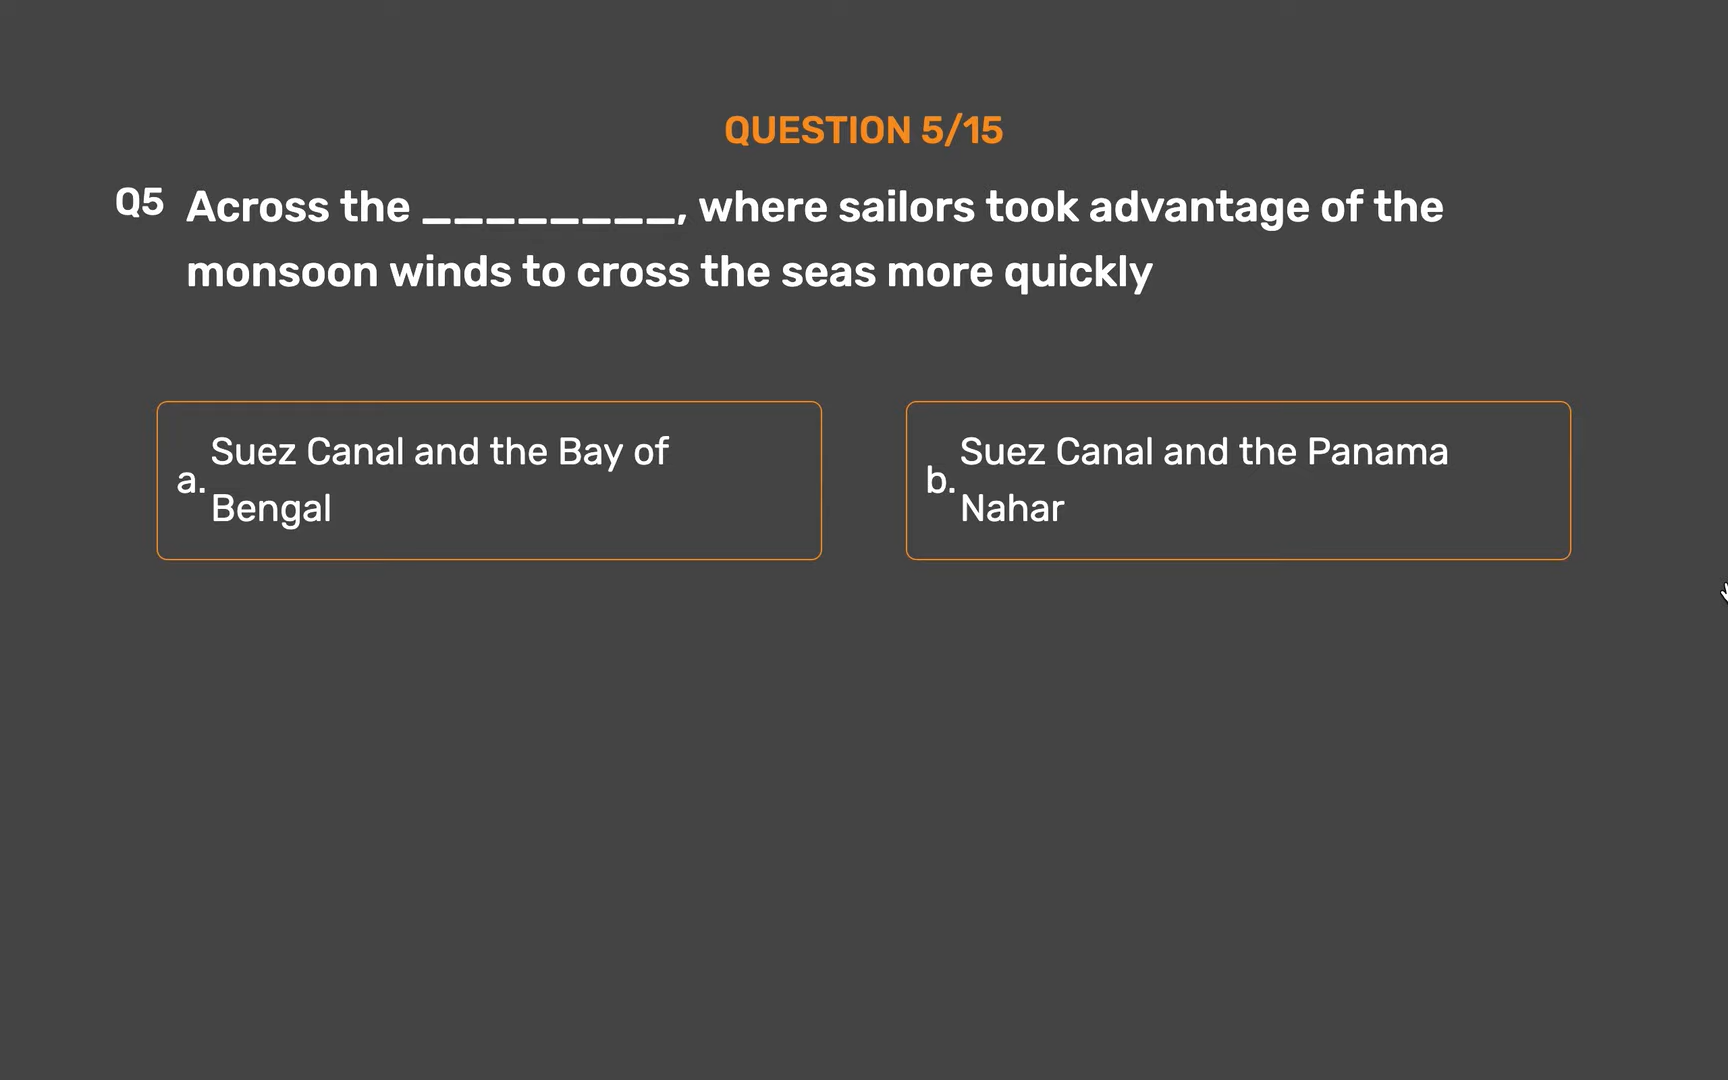 QUESTION 5/15
Q5 Across the ________, where sailors took advantage of the
monsoon winds to cross the seas more quickly
a. Suez Canal and the Bay of
Bengal
b. Suez Canal and the Panama
Nahar